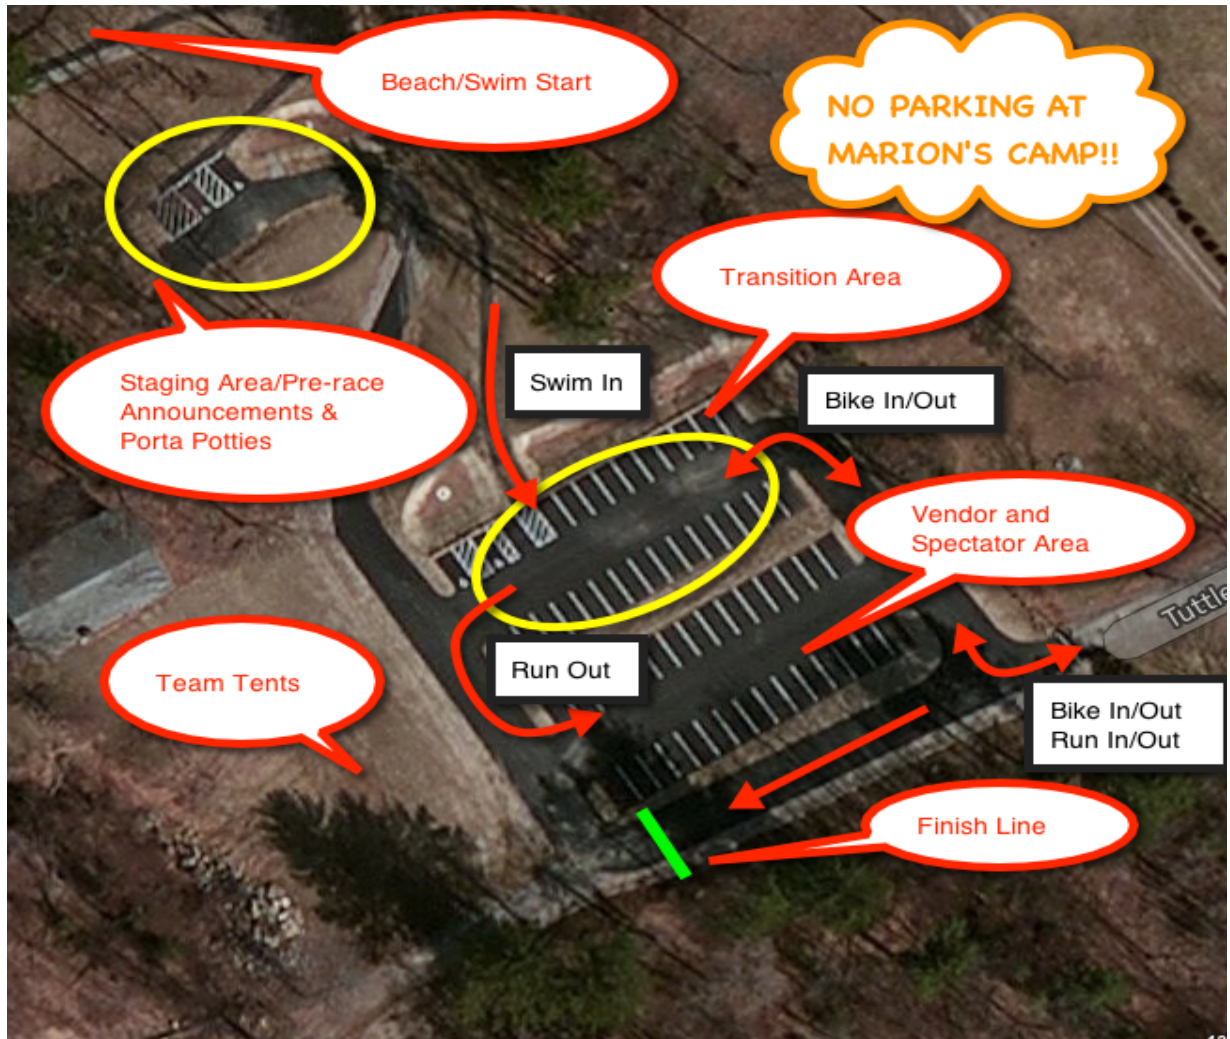 Beach/Swim Start
NO PARKING AT
MARION'S CAMP!!
Transition Area
Staging Area/Pre-race
Announcements &
Porta Potties
Swim In
Bike In/Out
Vendor and
Spectator Area
Tuttle
Run Out
Team Tents
Bike In/Out
Run In/Out
Finish Line